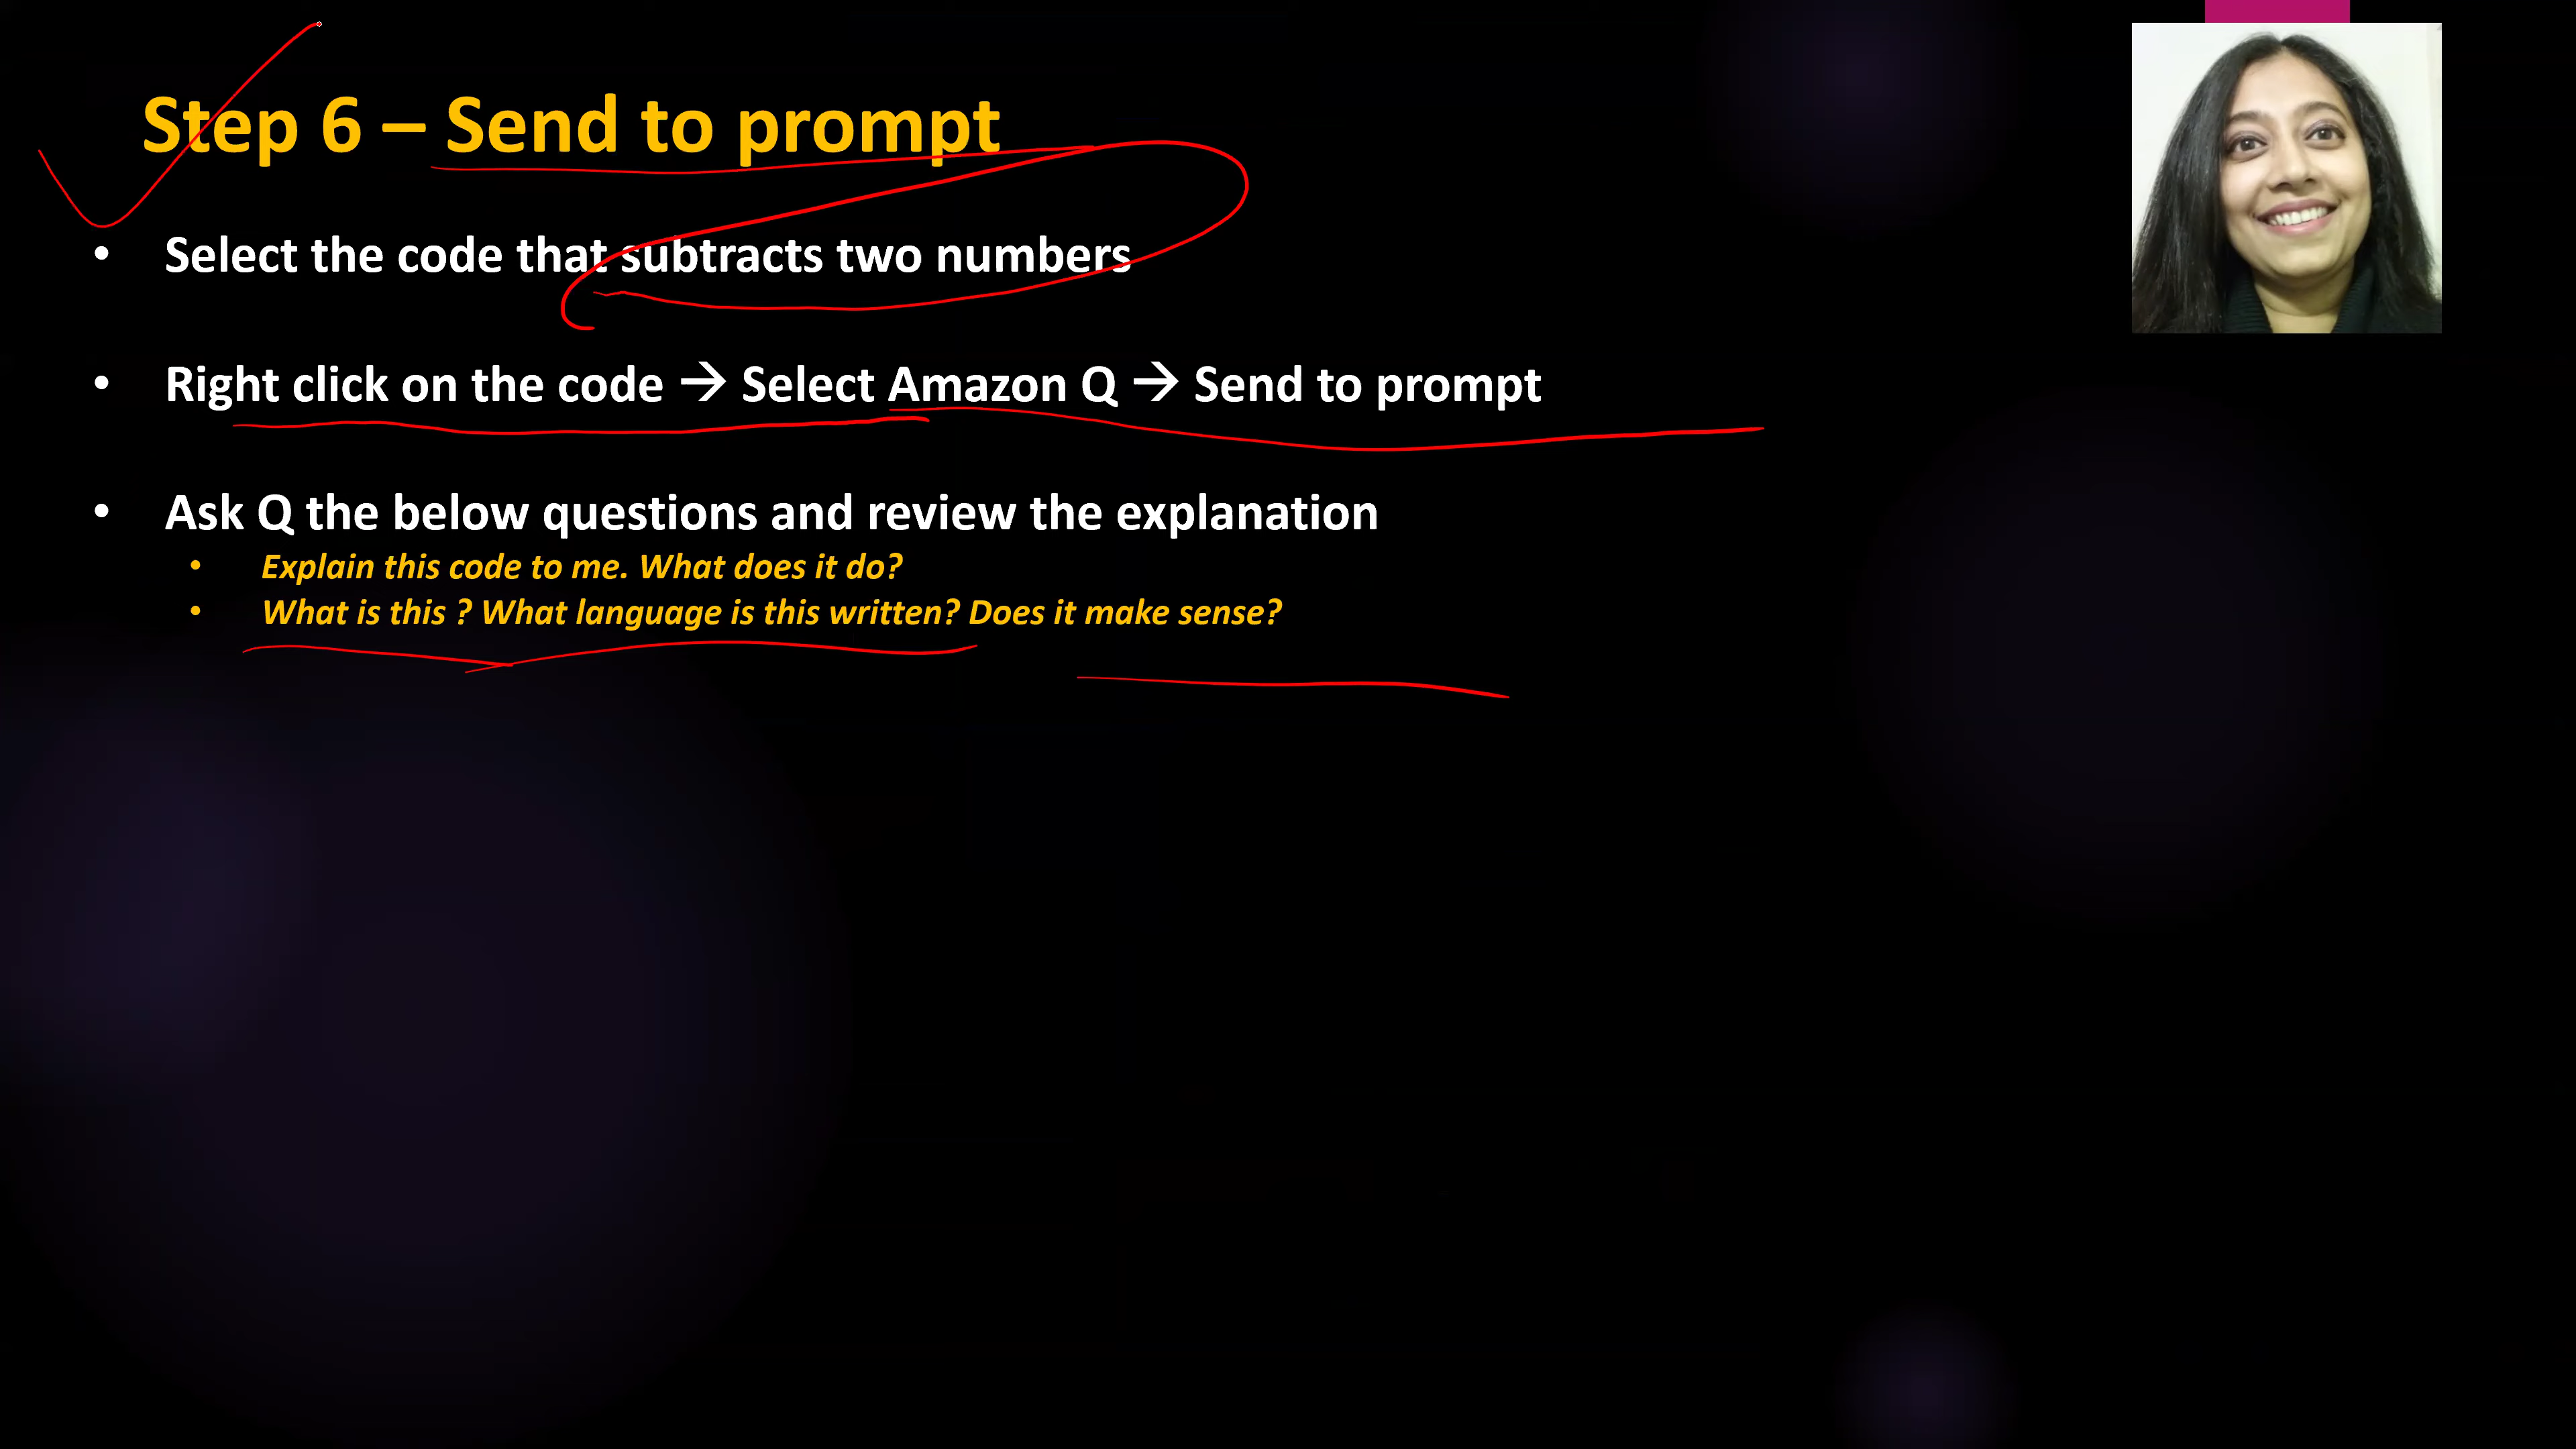 Step 6 – Send to prompt
• Select the code that subtracts two numbers
• Right click on the code → Select Amazon Q → Send to prompt
• Ask Q the below questions and review the explanation
• Explain this code to me. What does it do?
• What is this ? What language is this written? Does it make sense?